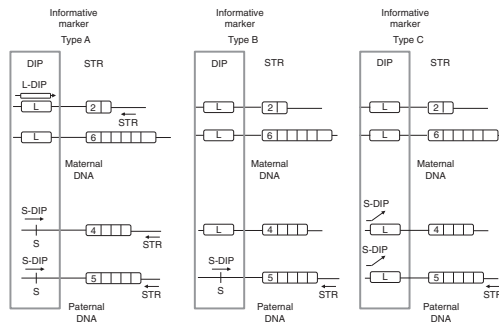 Informative
marker
Type A
DIP STR
L-DIP
L 2
STR
L 6
Maternal
DNA
S-DIP
S 4
STR
S-DIP
S 5
STR
Paternal
DNA
Informative
marker
Type B
DIP STR
L 2
L 6
Maternal
DNA
L 4
S-DIP
S 5
STR
Paternal
DNA
Informative
marker
Type C
DIP STR
L 2
L 6
Maternal
DNA
S-DIP
L 4
S-DIP
L 5
STR
Paternal
DNA